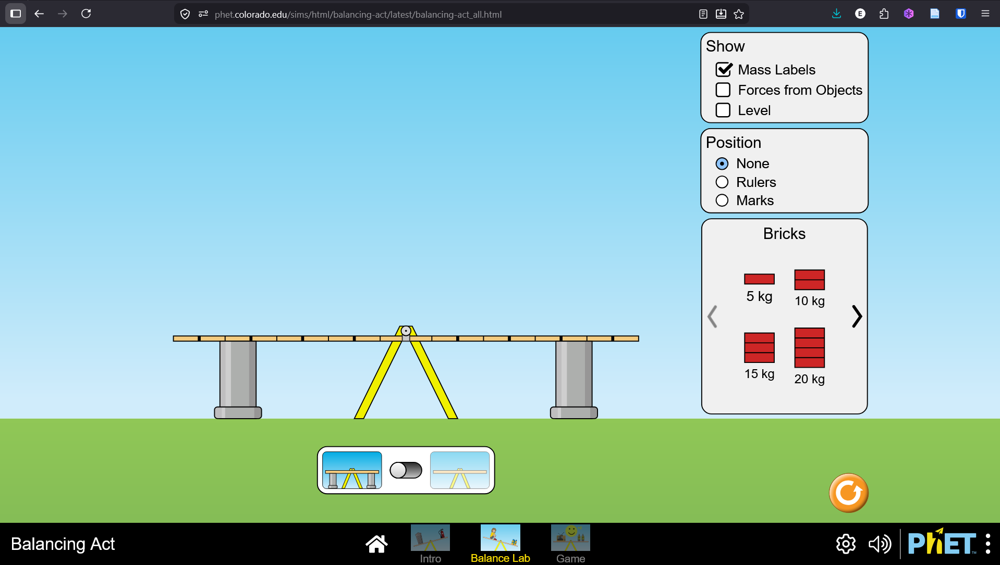 phet.colorado.edu/sims/html/balancing-act/latest/balancing-act_all.html
E
Show
Mass Labels
Forces from Objects
Level
Position
None
Rulers
Marks
Bricks
5 kg
10 kg
15 kg
20 kg
Balancing Act
Intro
Balance Lab
Game
PhET™